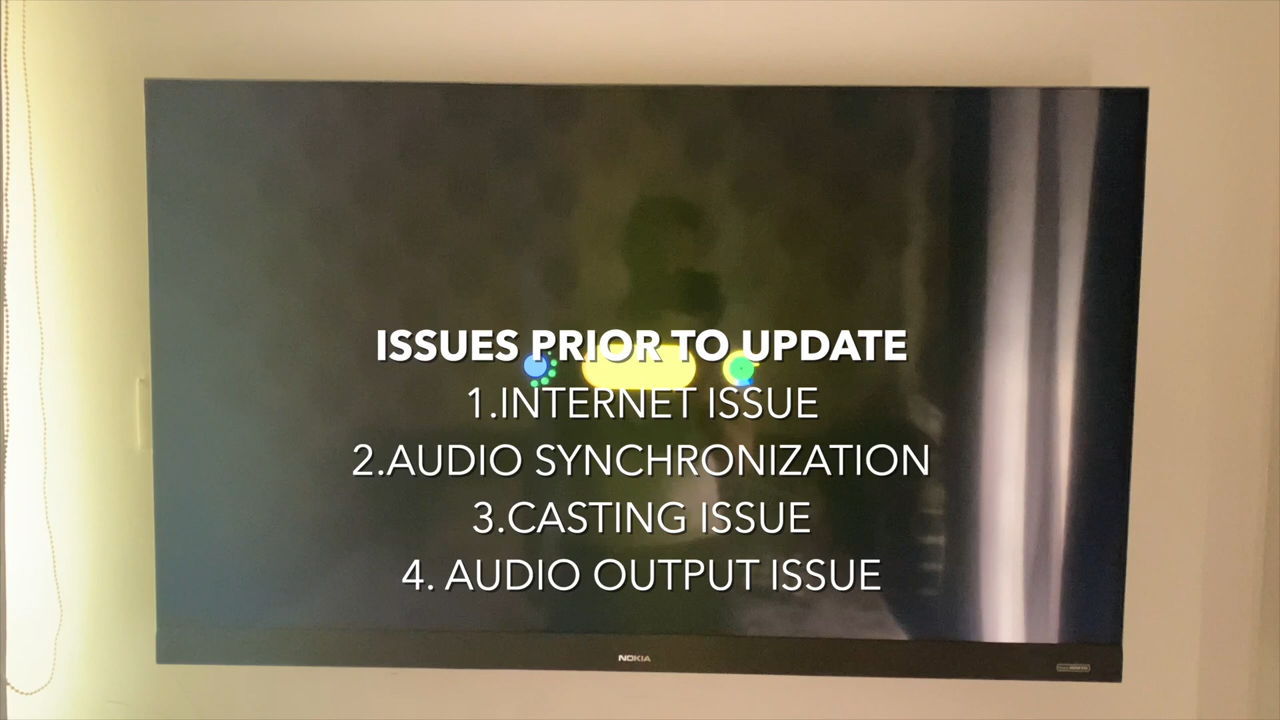 ISSUES PRIOR TO UPDATE
1.INTERNET ISSUE
2.AUDIO SYNCHRONIZATION
3.CASTING ISSUE
4. AUDIO OUTPUT ISSUE
NOKIA